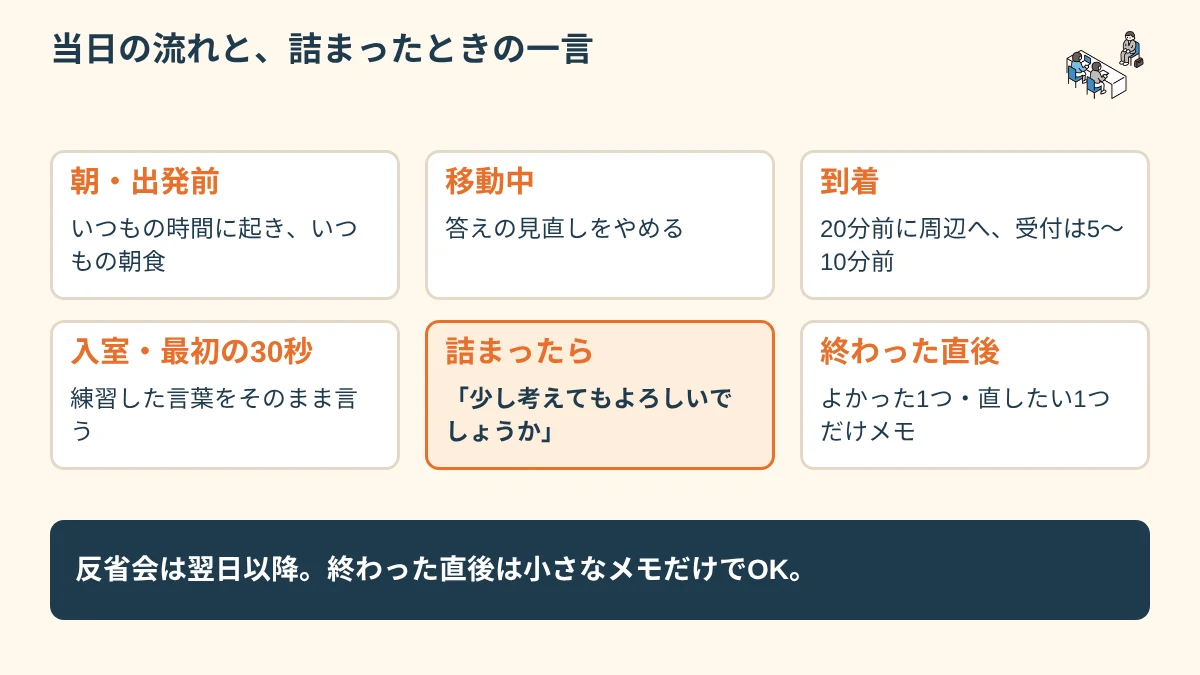 当日の流れと、詰まったときの一言
朝・出発前
いつもの時間に起き、いつ
もの朝食
移動中
答えの見直しをやめる
到着
20分前に周辺へ、受付は5〜
10分前
入室・最初の30秒
練習した言葉をそのまま言
う
詰まったら
「少し考えてもよろしいで
しょうか」
終わった直後
よかった1つ・直したい1つ
だけメモ
反省会は翌日以降。終わった直後は小さなメモだけでOK。